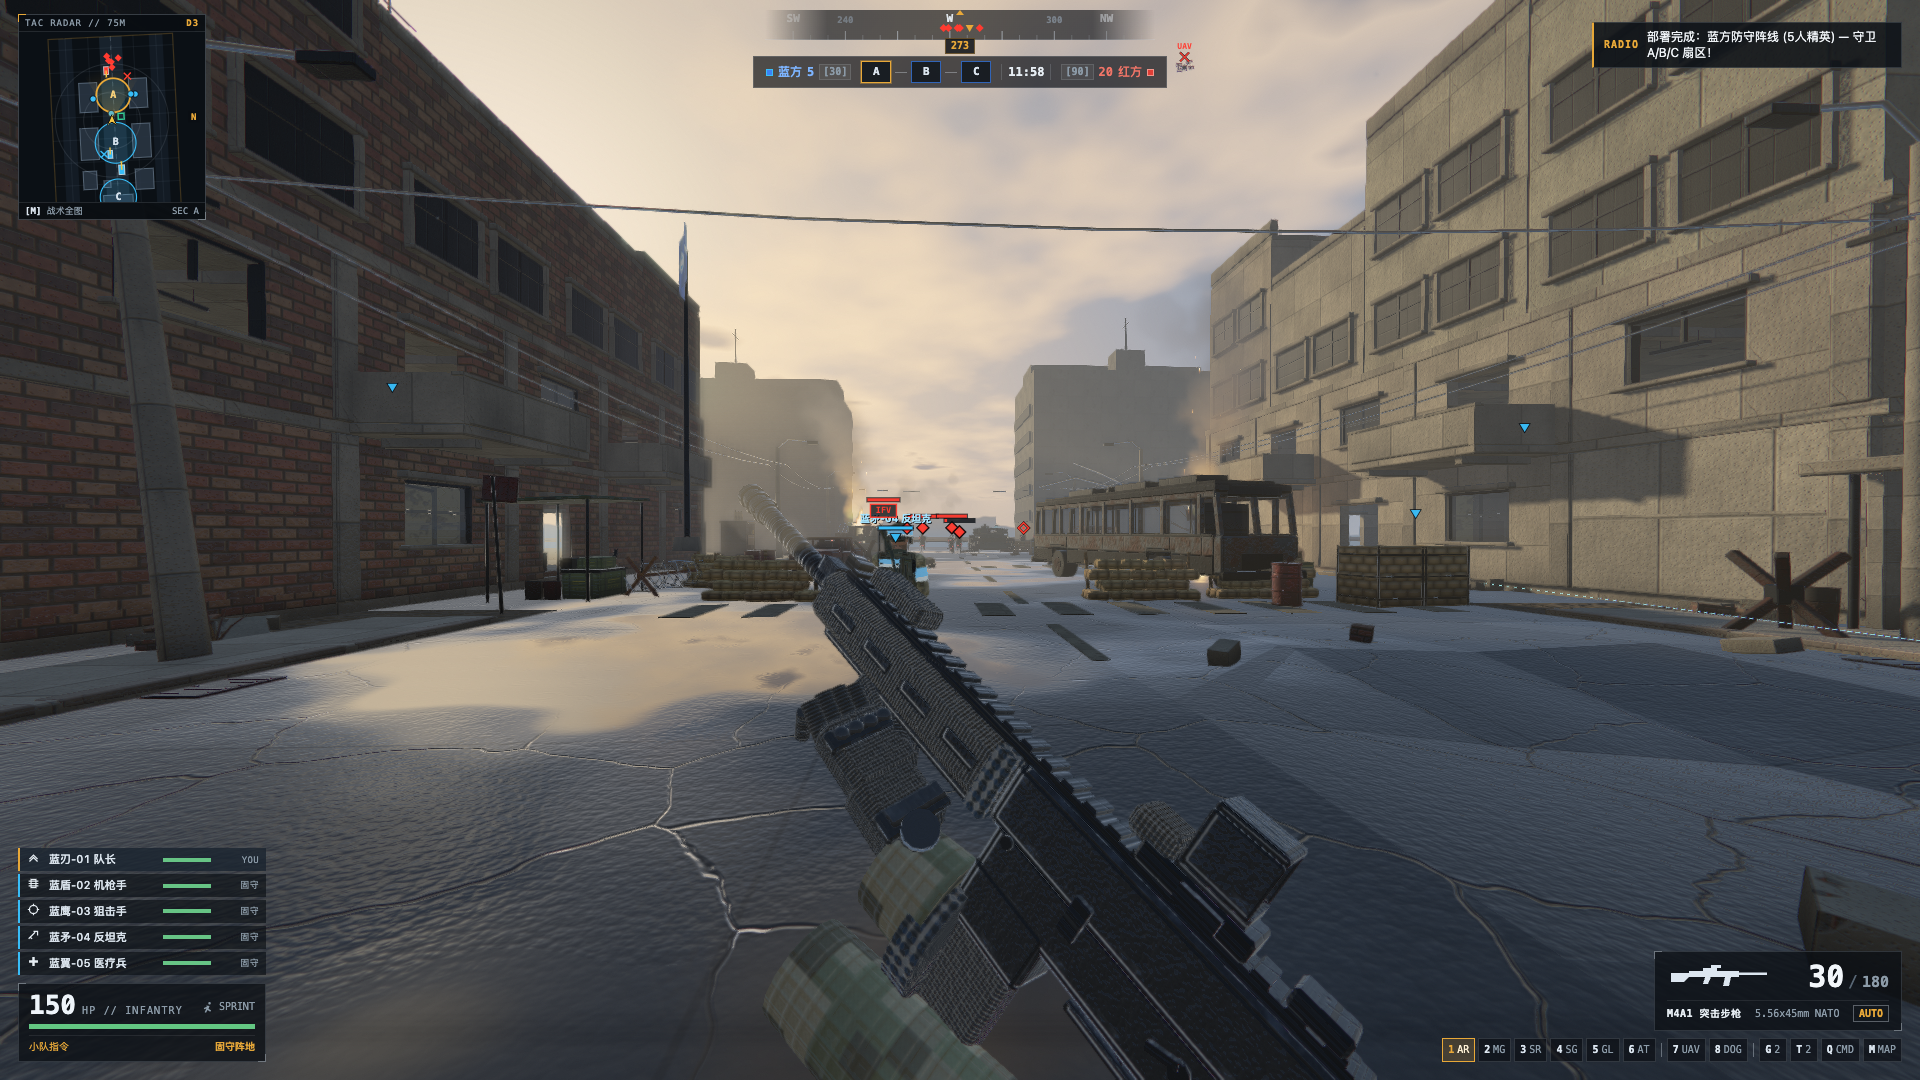 TAC RADAR // 75M D3
A
B
C
N
[M] 战术全图 SEC A
SW 240 W 300 NW
273
蓝方 5 [30] A B C 11:58 [90] 20 红方
UAV
RADIO 部署完成: 蓝方防守阵线 (5人精英) — 守卫
A/B/C 扇区!
IFV
蓝矛-04 反坦克
蓝刃-01 队长 YOU
蓝盾-02 机枪手 固守
蓝鹰-03 狙击手 固守
蓝矛-04 反坦克 固守
蓝翼-05 医疗兵 固守
150 HP // INFANTRY SPRINT
小队指令 固守阵地
30 / 180
M4A1 突击步枪 5.56x45mm NATO AUTO
1 AR 2 MG 3 SR 4 SG 5 GL 6 AT 7 UAV 8 DOG G 2 T 2 Q CMD M MAP